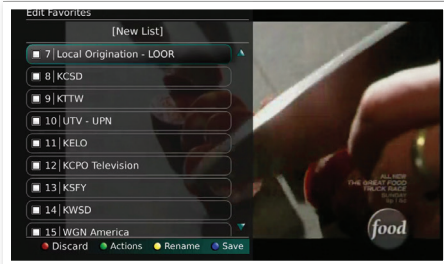 Edit Favorites
[New List]
7 Local Origination - LOOR
8 KCSD
9 KTTW
10 UTV - UPN
11 KELO
12 KCPO Television
13 KSFY
14 KWSD
15 WGN America
Discard Actions Rename Save
ALL NEW
THE GREAT FOOD
TRUCK RACE
SUNDAY
food